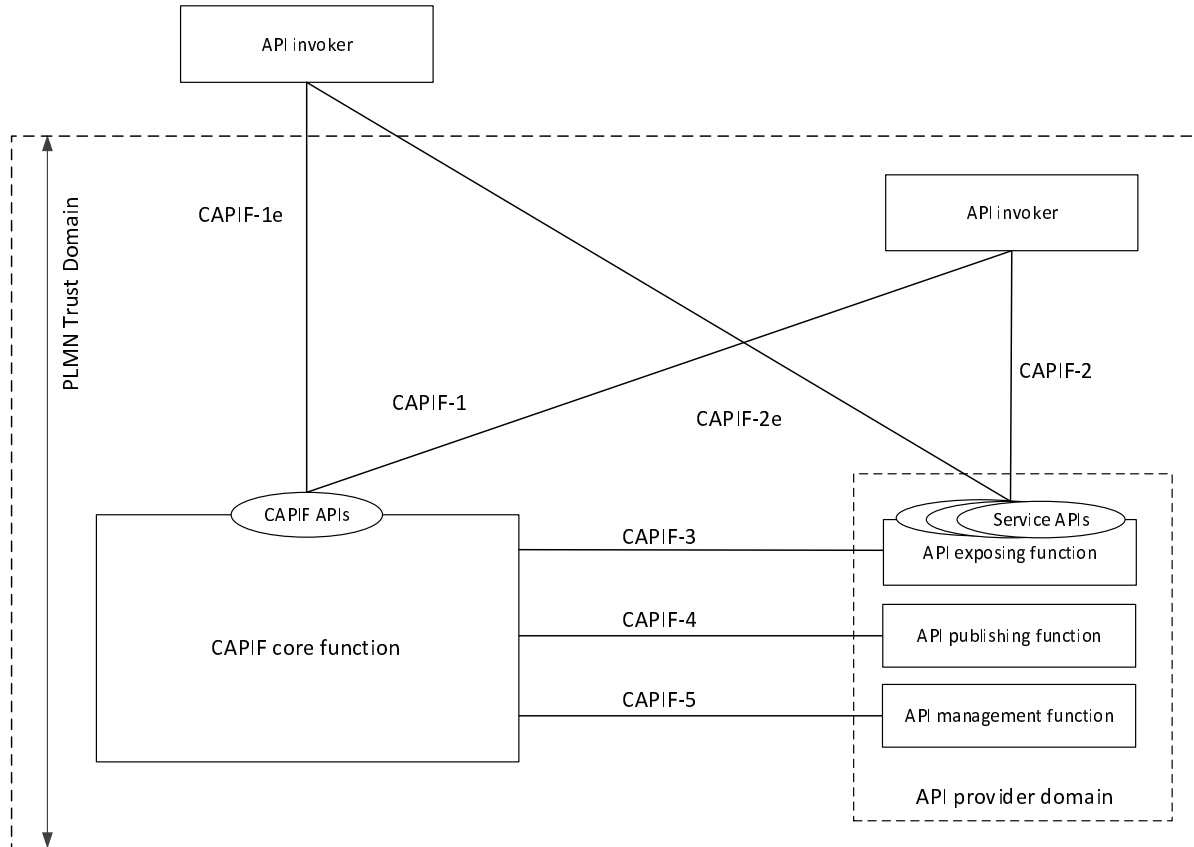 API invoker
CAPIF-1e
PLMN Trust Domain
API invoker
CAPIF-1
CAPIF-2e
CAPIF-2
CAPIF APIs
Service APIs
CAPIF-3
API exposing function
CAPIF core function
CAPIF-4
API publishing function
CAPIF-5
API management function
API provider domain